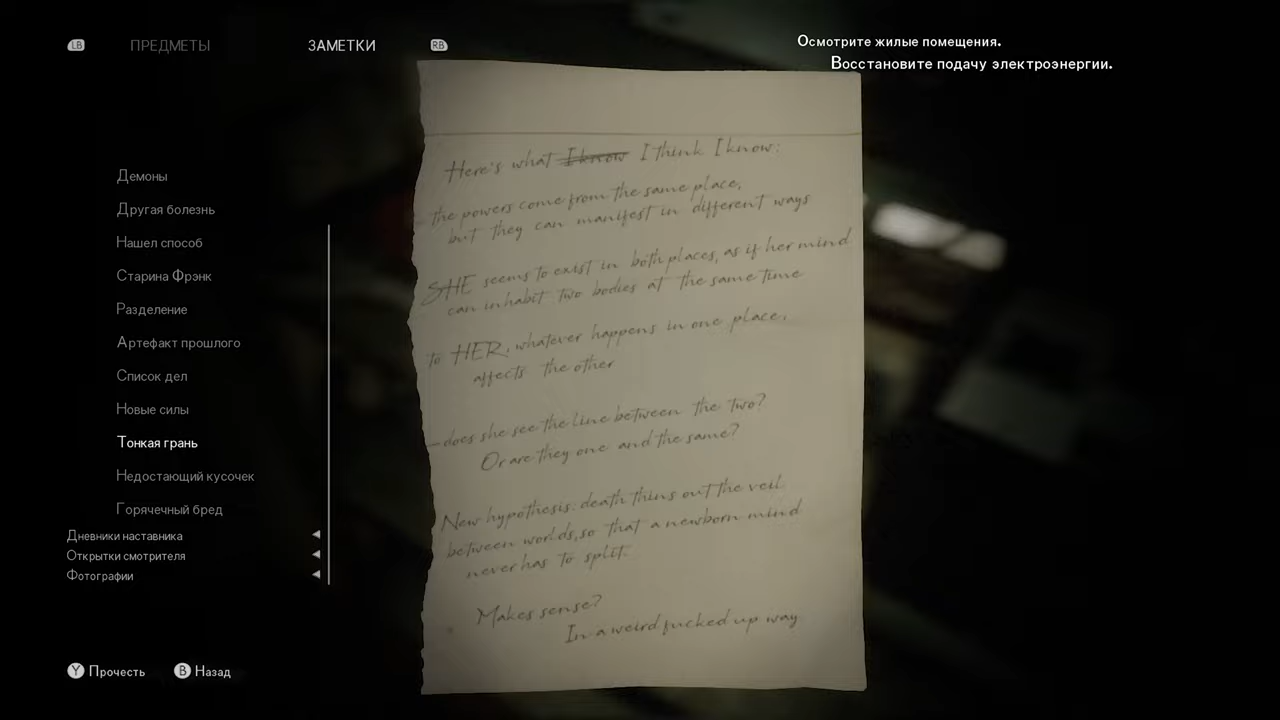 LB ПРЕДМЕТЫ ЗАМЕТКИ RB
Осмотрите жилые помещения.
Восстановите подачу электроэнергии.
Демоны
Другая болезнь
Нашел способ
Старина Фрэнк
Разделение
Артефакт прошлого
Список дел
Новые силы
Тонкая грань
Недостающий кусочек
Горячечный бред
Дневники наставника
Открытки смотрителя
Фотографии
Y Прочесть B Назад
Here's what I know I think I know:
the powers come from the same place,
but they can manifest in different ways
SHE seems to exist in both places, as if her mind
can inhabit two bodies at the same time
to HER, whatever happens in one place,
affects the other
- does she see the line between the two?
Or are they one and the same?
New hypothesis: death thins out the veil
between worlds, so that a newborn mind
never has to split.
Makes sense?
In a weird fucked up way